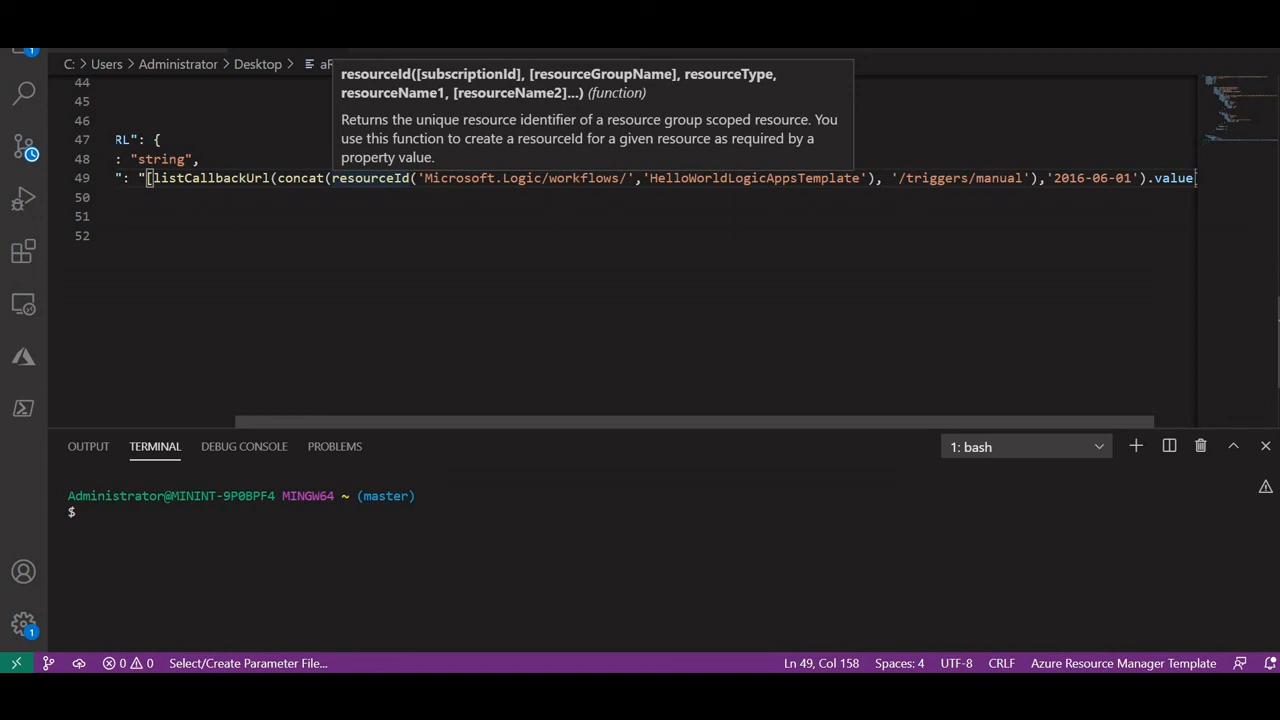 1
C: > Users > Administrator > Desktop > aR
resourceId([subscriptionId], [resourceGroupName], resourceType,
resourceName1, [resourceName2]...) (function)
Returns the unique resource identifier of a resource group scoped resource. You
use this function to create a resourceId for a given resource as required by a
property value.
44
45
46
47 RL": {
48 : "string",
49 ": "[listCallbackUrl(concat(resourceId('Microsoft.Logic/workflows/','HelloWorldLogicAppsTemplate'), '/triggers/manual'),'2016-06-01').value
50
51
52
OUTPUT TERMINAL DEBUG CONSOLE PROBLEMS 1: bash
Administrator@MININT-9P0BPF4 MINGW64 ~ (master)
$
1
0 0 Select/Create Parameter File... Ln 49, Col 158 Spaces: 4 UTF-8 CRLF Azure Resource Manager Template